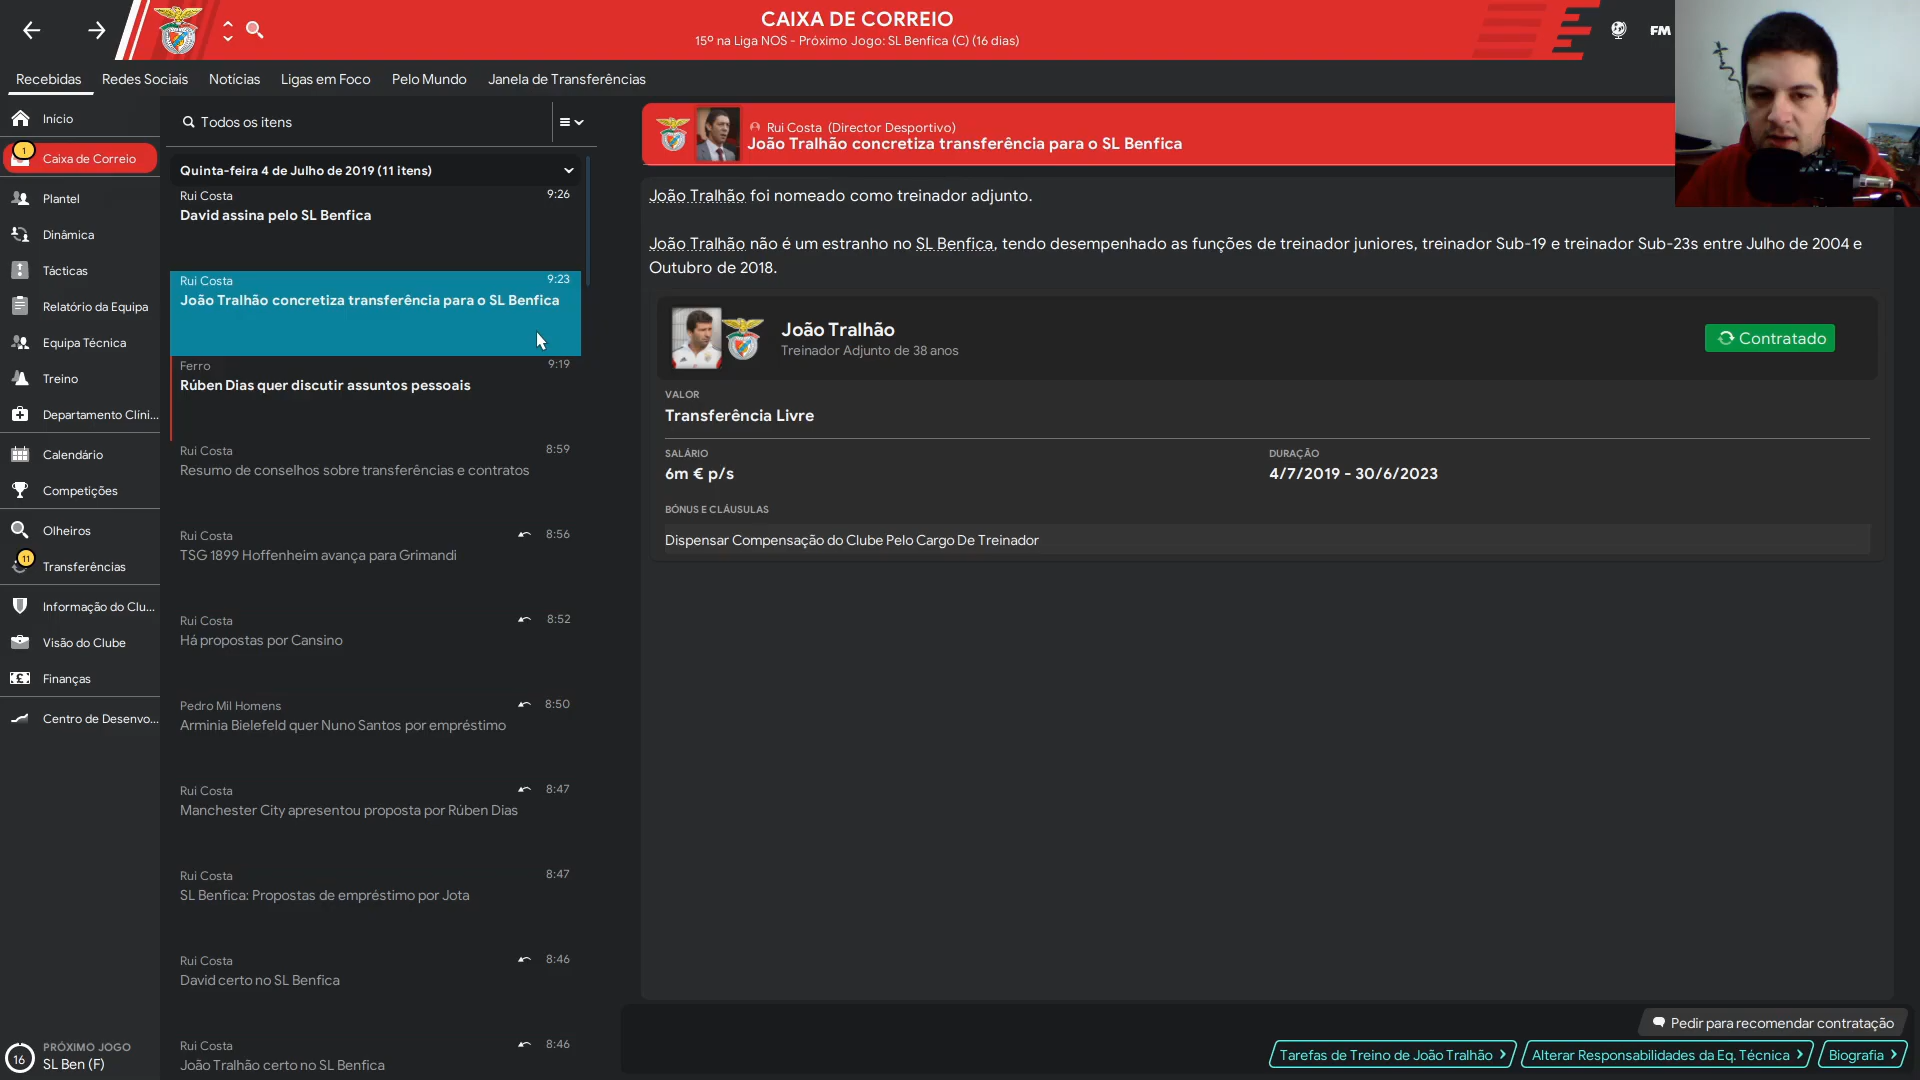 CAIXA DE CORREIO
15º na Liga NOS - Próximo Jogo: SL Benfica (C) (16 dias)
FM
Recebidas
Redes Sociais
Notícias
Ligas em Foco
Pelo Mundo
Janela de Transferências
Início
1
Caixa de Correio
Plantel
Dinâmica
Tácticas
Relatório da Equipa
Equipa Técnica
Treino
Departamento Clíni...
Calendário
Competições
Olheiros
11
Transferências
Informação do Clu...
Visão do Clube
Finanças
Centro de Desenvo...
16
PRÓXIMO JOGO
SL Ben (F)
Todos os itens
Quinta-feira 4 de Julho de 2019 (11 itens)
Rui Costa 9:26
David assina pelo SL Benfica
Rui Costa 9:23
João Tralhão concretiza transferência para o SL Benfica
Ferro 9:19
Rúben Dias quer discutir assuntos pessoais
Rui Costa 8:59
Resumo de conselhos sobre transferências e contratos
Rui Costa 8:56
TSG 1899 Hoffenheim avança para Grimandi
Rui Costa 8:52
Há propostas por Cansino
Pedro Mil Homens 8:50
Arminia Bielefeld quer Nuno Santos por empréstimo
Rui Costa 8:47
Manchester City apresentou proposta por Rúben Dias
Rui Costa 8:47
SL Benfica: Propostas de empréstimo por Jota
Rui Costa 8:46
David certo no SL Benfica
Rui Costa 8:46
João Tralhão certo no SL Benfica
Rui Costa (Director Desportivo)
João Tralhão concretiza transferência para o SL Benfica
João Tralhão foi nomeado como treinador adjunto.
João Tralhão não é um estranho no SL Benfica, tendo desempenhado as funções de treinador juniores, treinador Sub-19 e treinador Sub-23s entre Julho de 2004 e
Outubro de 2018.
João Tralhão
Treinador Adjunto de 38 anos
Contratado
VALOR
Transferência Livre
SALÁRIO
6m € p/s
DURAÇÃO
4/7/2019 - 30/6/2023
BÓNUS E CLÁUSULAS
Dispensar Compensação do Clube Pelo Cargo De Treinador
Pedir para recomendar contratação
Tarefas de Treino de João Tralhão
Alterar Responsabilidades da Eq. Técnica
Biografia